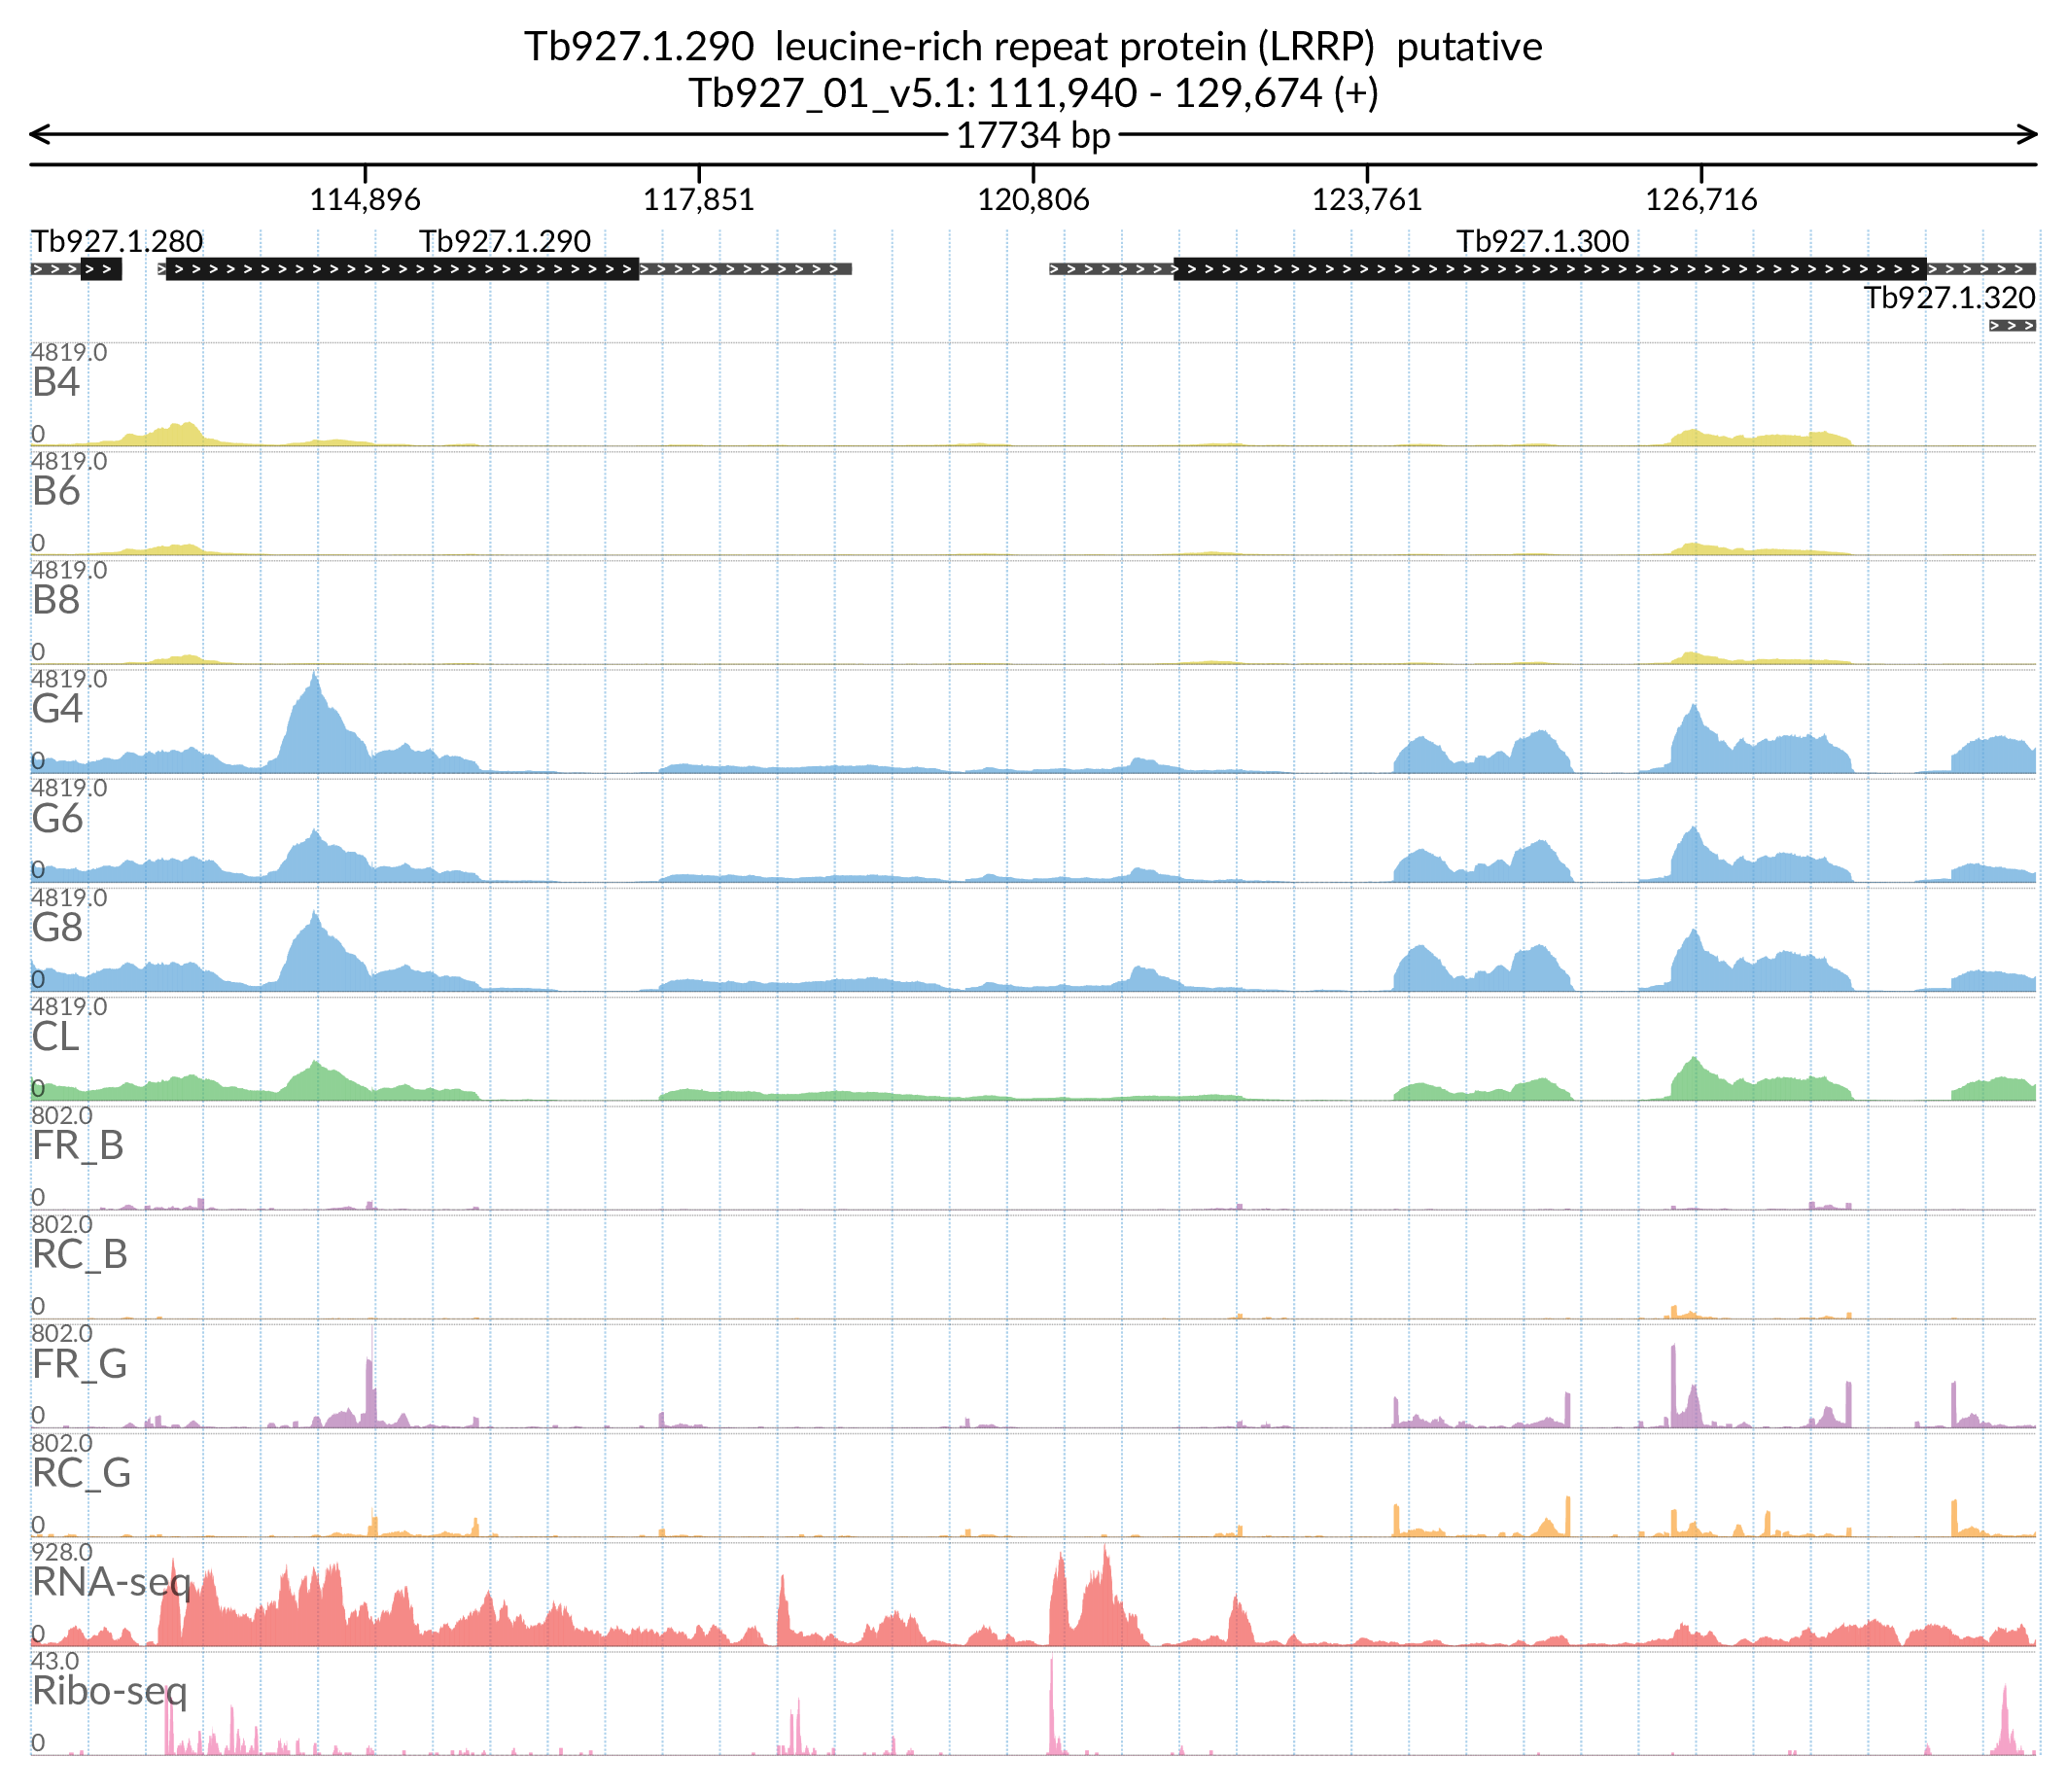 Tb927.1.290 leucine-rich repeat protein (LRRP) putative
Tb927_01_v5.1: 111,940 - 129,674 (+)
17734 bp
114,896 117,851 120,806 123,761 126,716
Tb927.1.280 Tb927.1.290 Tb927.1.300
Tb927.1.320
4819.0
B4
0
4819.0
B6
0
4819.0
B8
0
4819.0
G4
0
4819.0
G6
0
4819.0
G8
0
4819.0
CL
0
802.0
FR_B
0
802.0
RC_B
0
802.0
FR_G
0
802.0
RC_G
0
928.0
RNA-seq
0
43.0
Ribo-seq
0